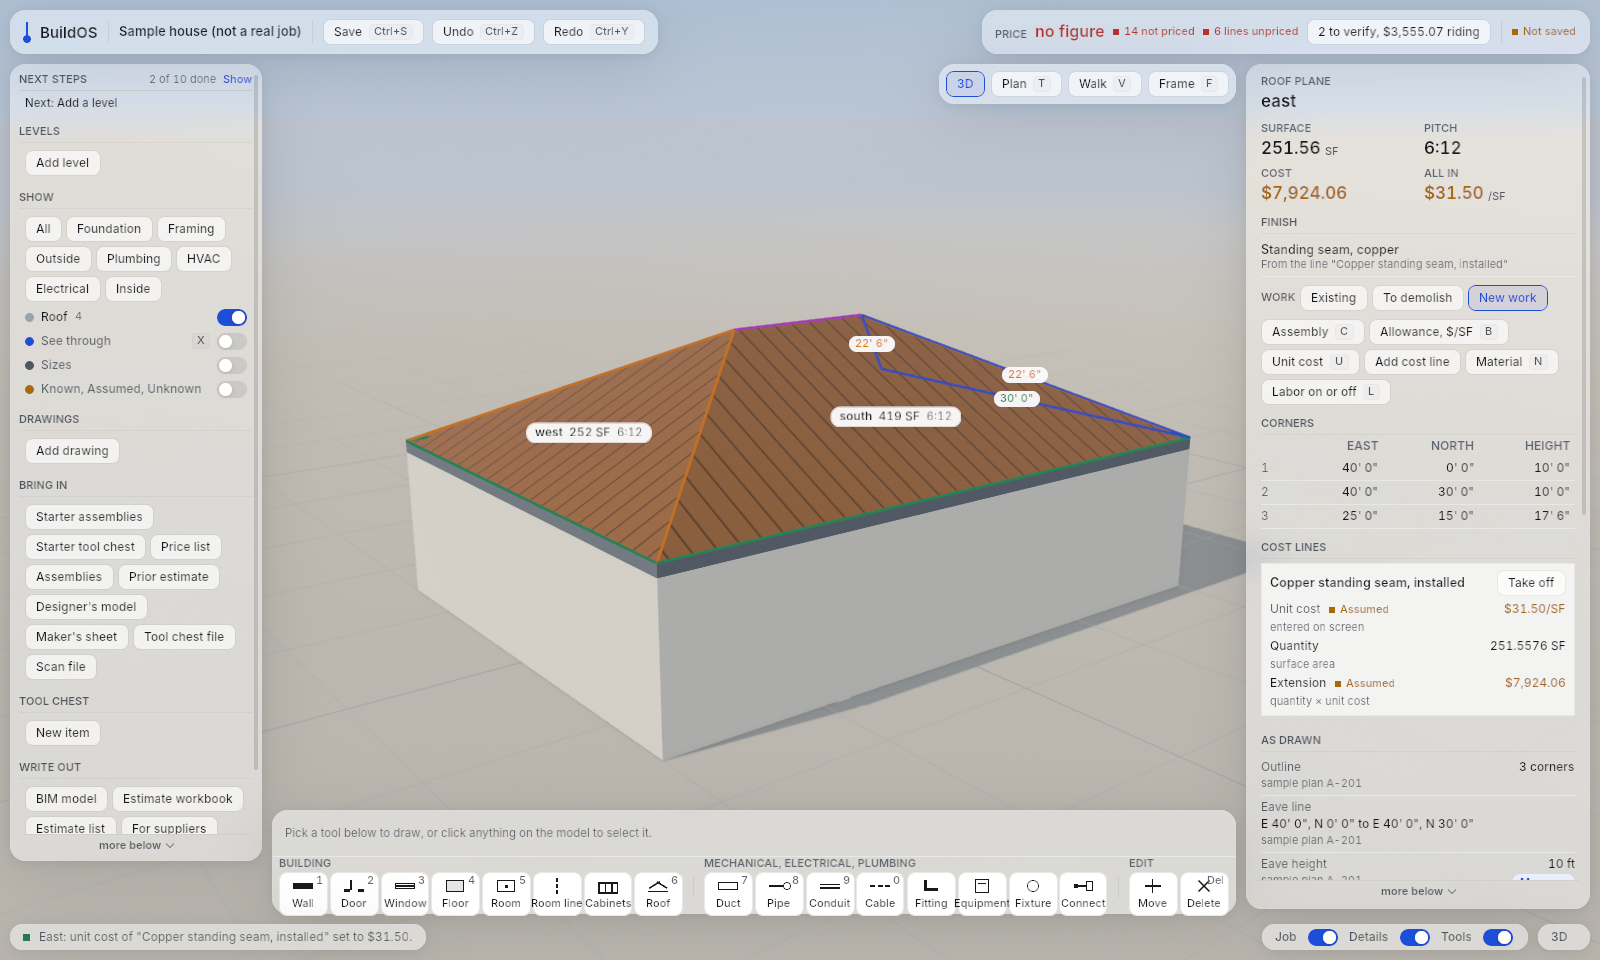 BuildOS
Sample house (not a real job)
Save Ctrl+S
Undo Ctrl+Z
Redo Ctrl+Y
PRICE no figure 14 not priced 6 lines unpriced
2 to verify, $3,555.07 riding
Not saved
NEXT STEPS 2 of 10 done Show
Next: Add a level
LEVELS
Add level
SHOW
All Foundation Framing
Outside Plumbing HVAC
Electrical Inside
Roof 4
See through X
Sizes
Known, Assumed, Unknown
DRAWINGS
Add drawing
BRING IN
Starter assemblies
Starter tool chest Price list
Assemblies Prior estimate
Designer's model
Maker's sheet Tool chest file
Scan file
TOOL CHEST
New item
WRITE OUT
BIM model Estimate workbook
Estimate list For suppliers
more below
3D Plan T Walk V Frame F
22' 6"
22' 6"
30' 0"
south 419 SF 6:12
west 252 SF 6:12
ROOF PLANE
east
SURFACE PITCH
251.56 SF 6:12
COST ALL IN
$7,924.06 $31.50 /SF
FINISH
Standing seam, copper
From the line "Copper standing seam, installed"
WORK Existing To demolish New work
Assembly C Allowance, $/SF B
Unit cost U Add cost line Material N
Labor on or off L
CORNERS
EAST NORTH HEIGHT
1 40' 0" 0' 0" 10' 0"
2 40' 0" 30' 0" 10' 0"
3 25' 0" 15' 0" 17' 6"
COST LINES
Copper standing seam, installed Take off
Unit cost Assumed $31.50/SF
entered on screen
Quantity 251.5576 SF
surface area
Extension Assumed $7,924.06
quantity × unit cost
AS DRAWN
Outline 3 corners
sample plan A-201
Eave line
E 40' 0", N 0' 0" to E 40' 0", N 30' 0"
sample plan A-201
Eave height 10 ft
sample plan A-201
more below
Pick a tool below to draw, or click anything on the model to select it.
BUILDING
Wall 1
Door 2
Window 3
Floor 4
Room 5
Room line
Cabinets
Roof 6
MECHANICAL, ELECTRICAL, PLUMBING
Duct 7
Pipe 8
Conduit 9
Cable 0
Fitting
Equipment
Fixture
Connect
EDIT
Move
Delete Del
East: unit cost of "Copper standing seam, installed" set to $31.50.
Job Details Tools 3D